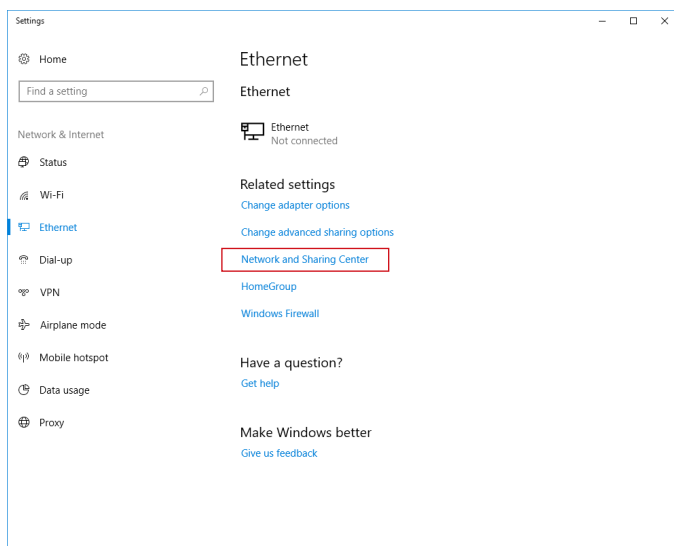 Settings
Home
Find a setting
Network & Internet
Status
Wi-Fi
Ethernet
Dial-up
VPN
Airplane mode
Mobile hotspot
Data usage
Proxy
Ethernet
Ethernet
Ethernet
Not connected
Related settings
Change adapter options
Change advanced sharing options
Network and Sharing Center
HomeGroup
Windows Firewall
Have a question?
Get help
Make Windows better
Give us feedback